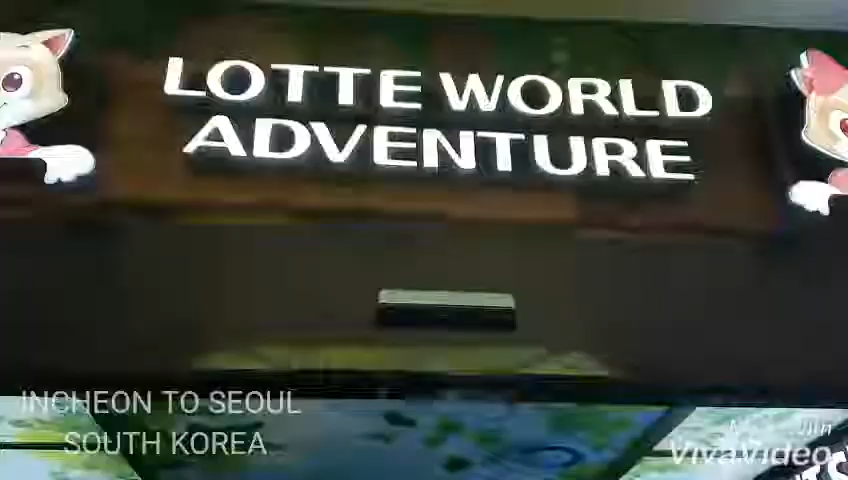 LOTTE WORLD
ADVENTURE
INCHEON TO SEOUL
SOUTH KOREA
VivaVideo